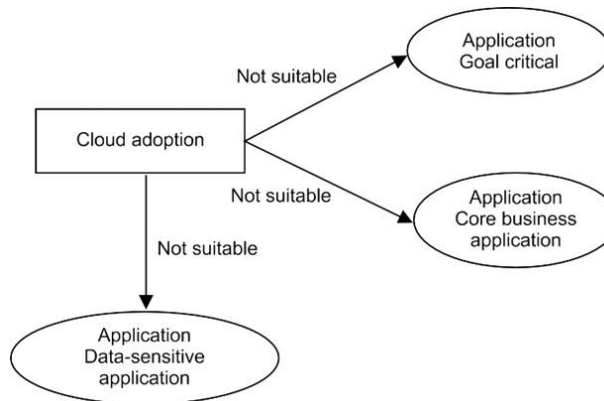 Application
Goal critical
Not suitable
Cloud adoption
Not suitable
Application
Core business
application
Not suitable
Application
Data-sensitive
application